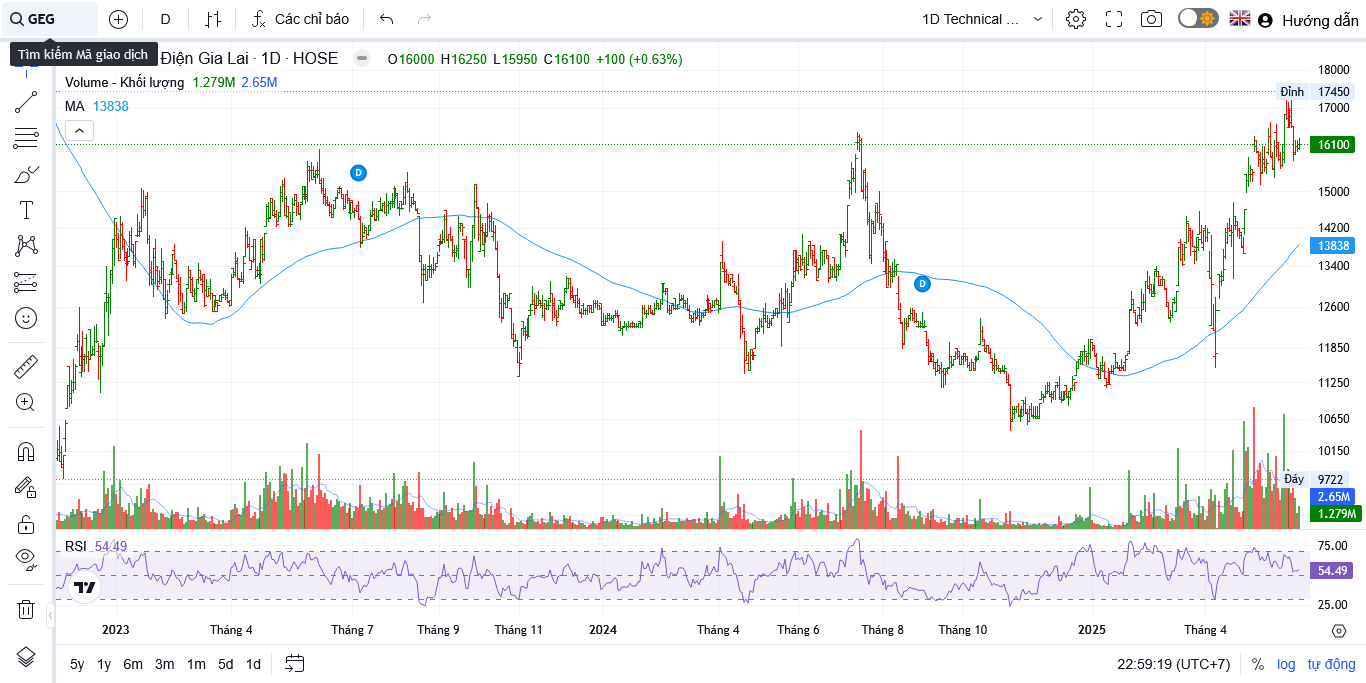 GEG
D
Các chỉ báo
1D Technical ...
Hướng dẫn
Tìm kiếm Mã giao dịch
Điện Gia Lai · 1D · HOSE
O16000 H16250 L15950 C16100 +100 (+0.63%)
Volume - Khối lượng 1.279M 2.65M
MA 13838
18000
Đỉnh 17450
17000
16100
15000
14200
13838
13400
12600
11850
11250
10650
10150
Đáy 9722
2.65M
1.279M
D
D
RSI 54.49
75.00
54.49
25.00
2023 Tháng 4 Tháng 7 Tháng 9 Tháng 11 2024 Tháng 4 Tháng 6 Tháng 8 Tháng 10 2025 Tháng 4
5y 1y 6m 3m 1m 5d 1d
22:59:19 (UTC+7) % log tự động